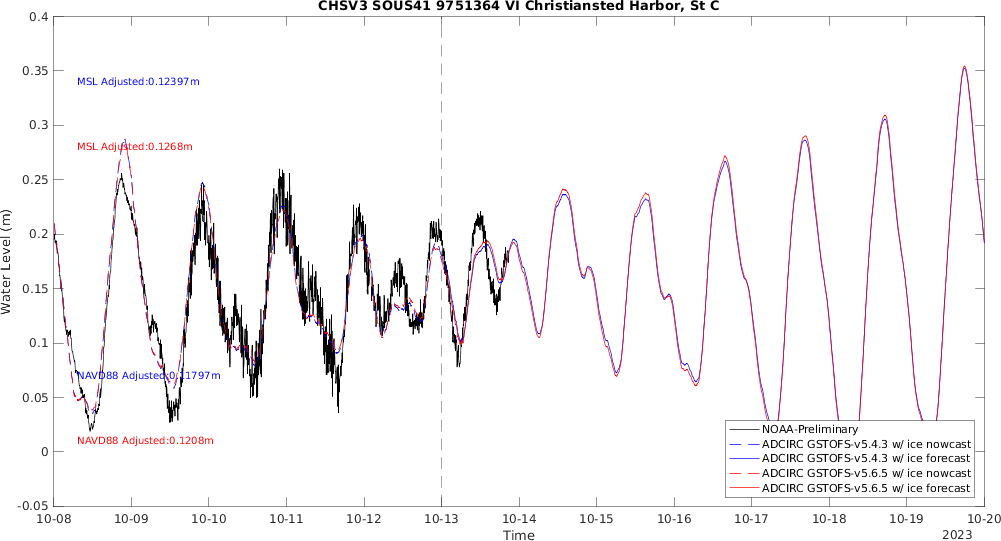 CHSV3 SOUS41 9751364 VI Christiansted Harbor, St C
0.4
0.35
0.3
0.25
0.2
0.15
0.1
0.05
0
-0.05
Water Level (m)
MSL Adjusted:0.12397m
MSL Adjusted:0.1268m
NAVD88 Adjusted:0.11797m
NAVD88 Adjusted:0.1208m
NOAA-Preliminary
ADCIRC GSTOFS-v5.4.3 w/ ice nowcast
ADCIRC GSTOFS-v5.4.3 w/ ice forecast
ADCIRC GSTOFS-v5.6.5 w/ ice nowcast
ADCIRC GSTOFS-v5.6.5 w/ ice forecast
10-08 10-09 10-10 10-11 10-12 10-13 10-14 10-15 10-16 10-17 10-18 10-19 10-20
Time
2023